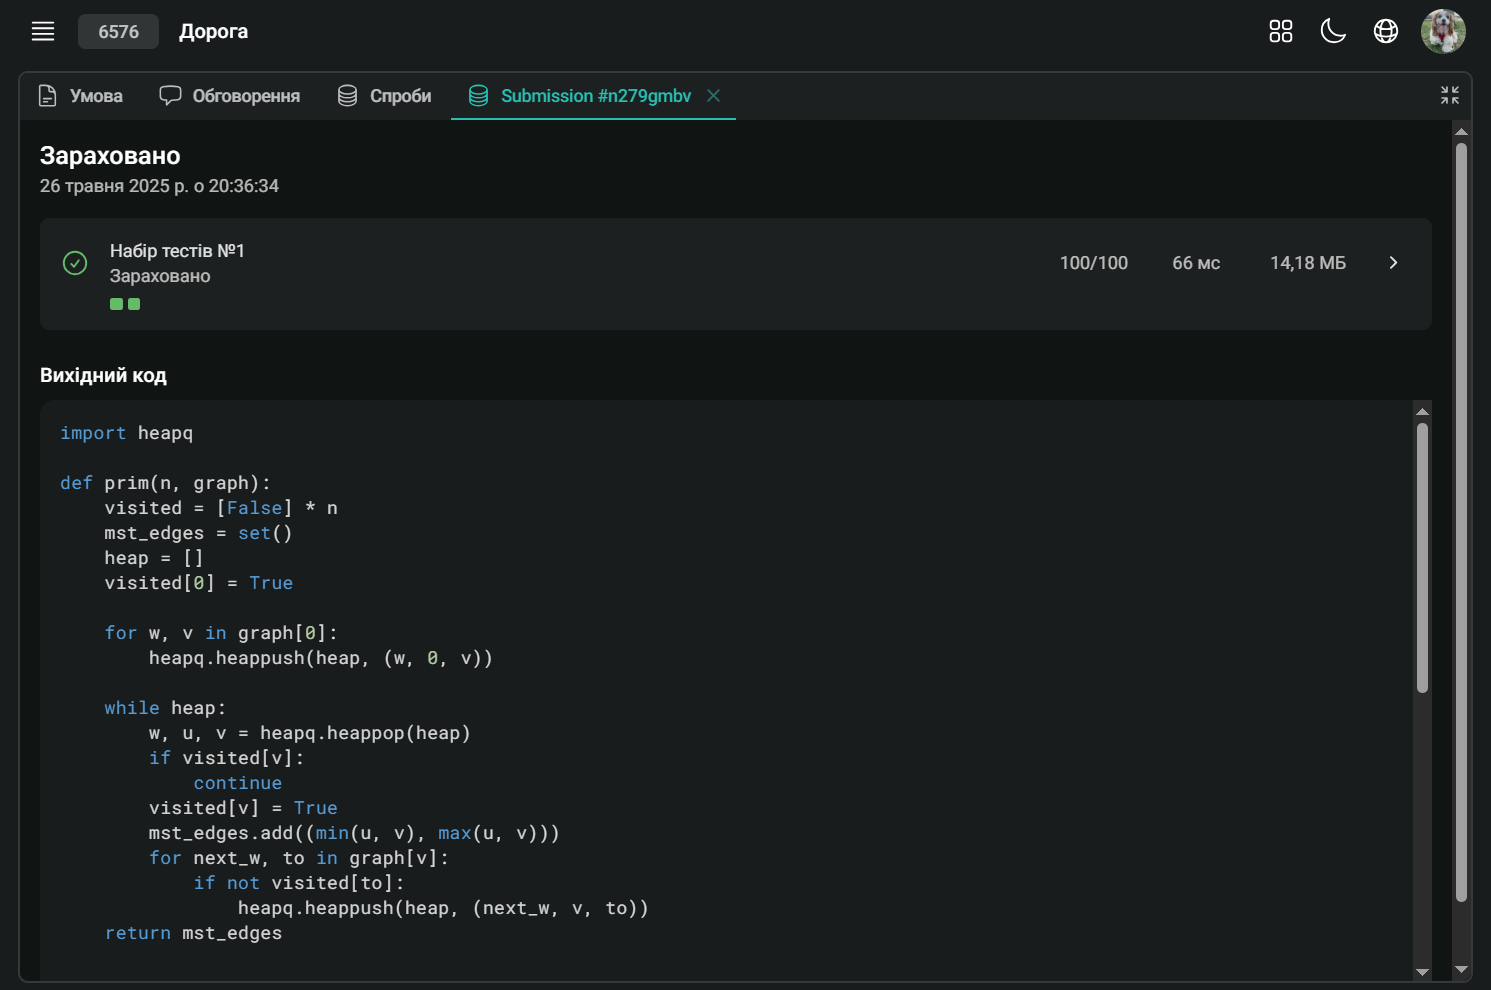 6576 Дорога
Умова Обговорення Спроби Submission #n279gmbv
Зараховано
26 травня 2025 р. о 20:36:34
Набір тестів №1
Зараховано
100/100 66 мс 14,18 МБ
Вихідний код
import heapq
def prim(n, graph):
    visited = [False] * n
    mst_edges = set()
    heap = []
    visited[0] = True
    for w, v in graph[0]:
        heapq.heappush(heap, (w, 0, v))
    while heap:
        w, u, v = heapq.heappop(heap)
        if visited[v]:
            continue
        visited[v] = True
        mst_edges.add((min(u, v), max(u, v)))
        for next_w, to in graph[v]:
            if not visited[to]:
                heapq.heappush(heap, (next_w, v, to))
    return mst_edges